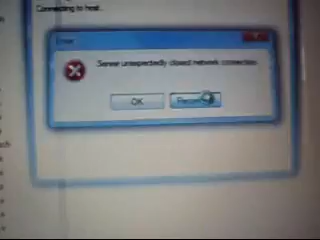 Connecting to host..
Error
Server unexpectedly closed network connection.
OK